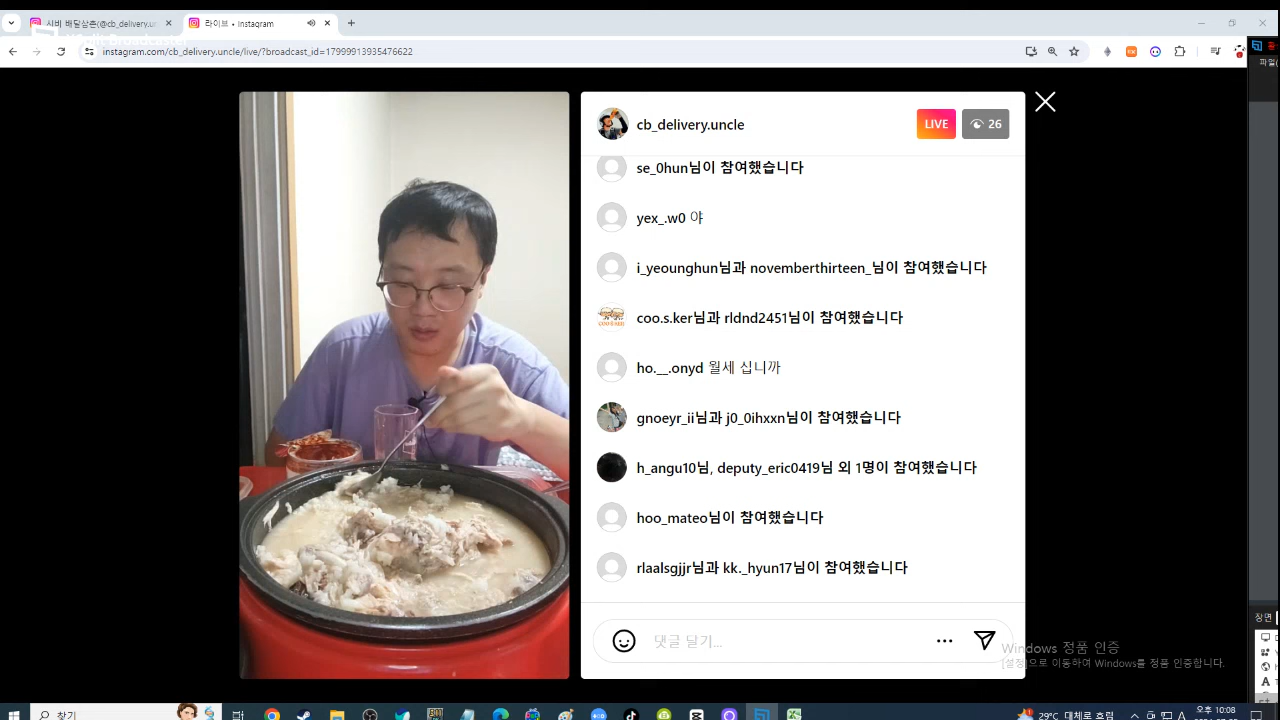 시버 배달삼촌(@cb_delivery.un
라이브 • Instagram
instagram.com/cb_delivery.uncle/live/?broadcast_id=17999913935476622
파일(
cb_delivery.uncle
LIVE
26
se_0hun님이 참여했습니다
yex_.w0 야
i_yeounghun님과 novemberthirteen_님이 참여했습니다
coo.s.ker님과 rldnd2451님이 참여했습니다
ho.__.onyd 월세 십니까
gnoeyr_ii님과 j0_0ihxxn님이 참여했습니다
h_angu10님, deputy_eric0419님 외 1명이 참여했습니다
hoo_mateo님이 참여했습니다
rlaalsgjjr님과 kk._hyun17님이 참여했습니다
댓글 달기...
Windows 정품 인증
[설정]으로 이동하여 Windows를 정품 인증합니다.
장면
찾기
29°C 대체로 흐림
오후 10:08